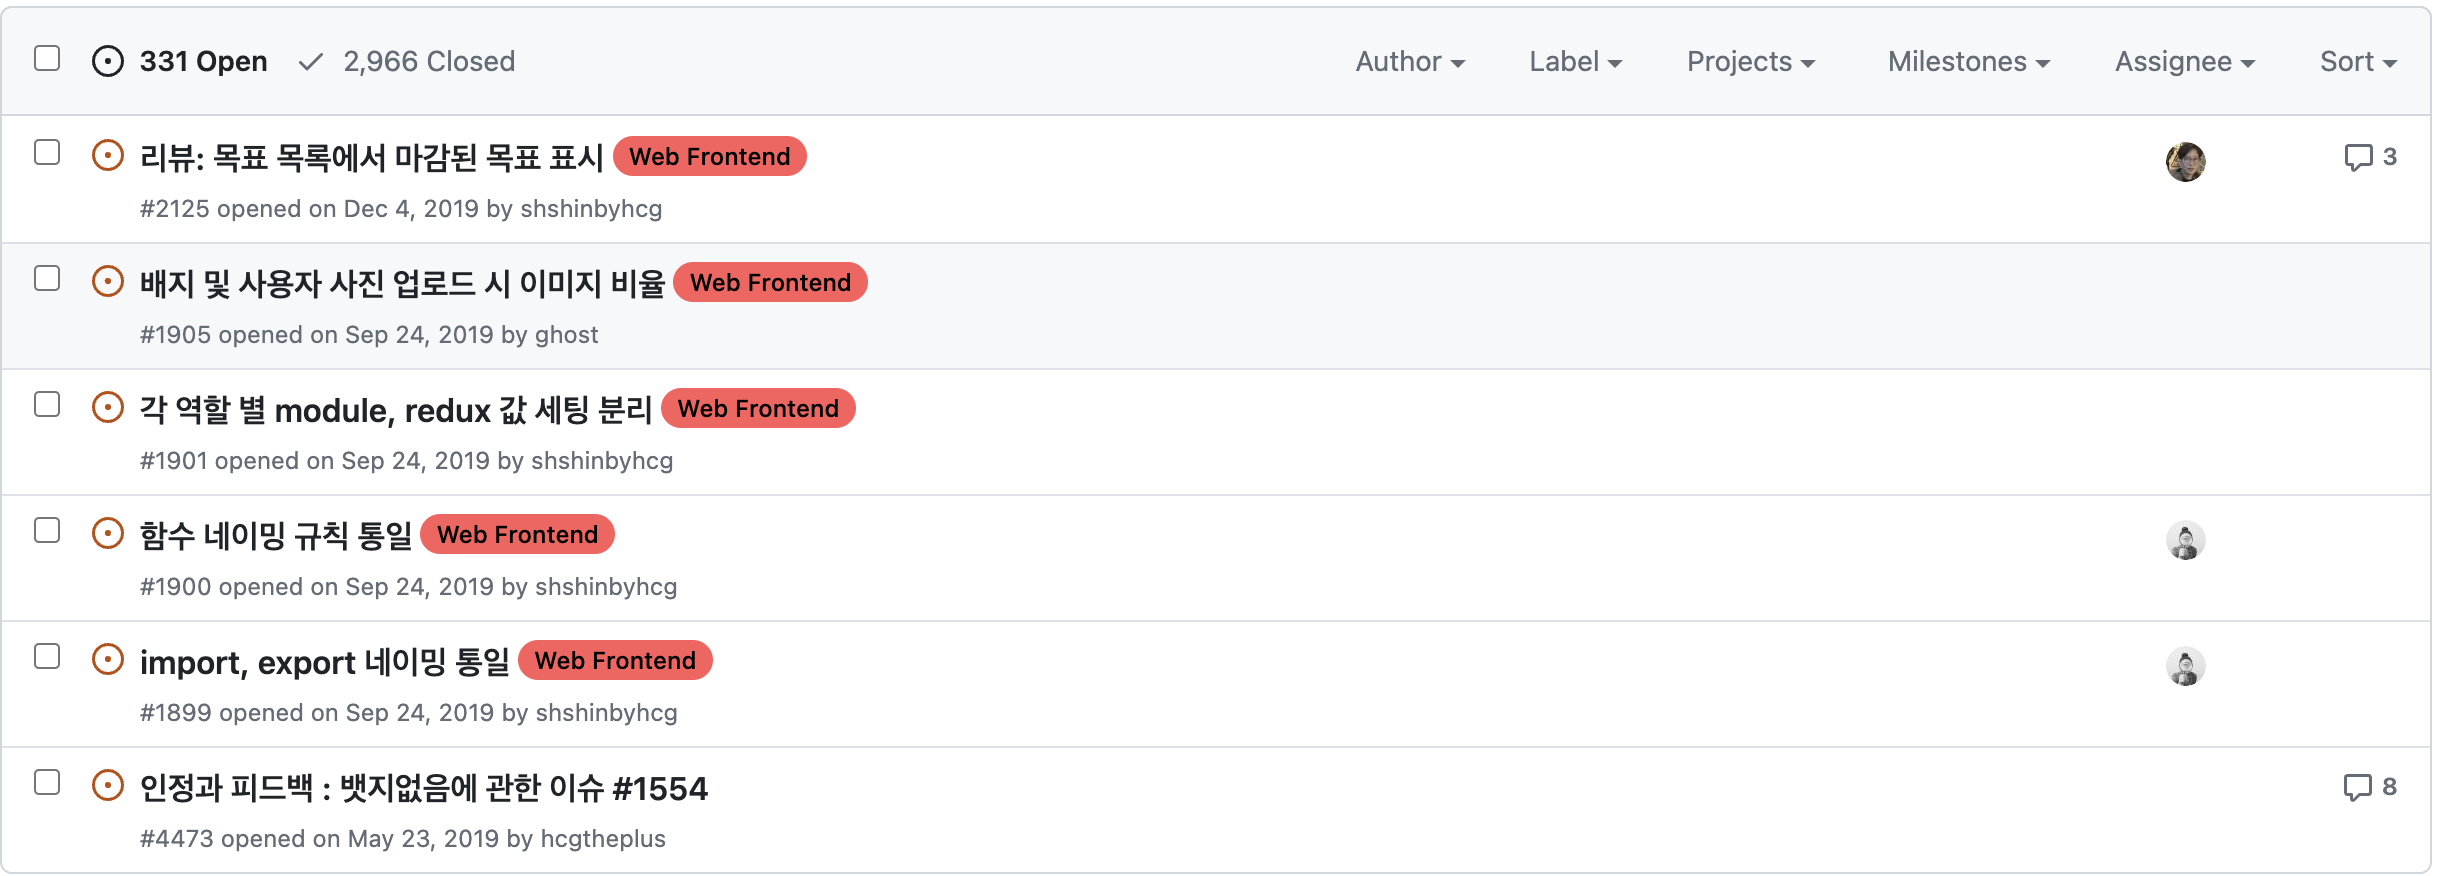 331 Open 2,966 Closed Author Label Projects Milestones Assignee Sort
리뷰: 목표 목록에서 마감된 목표 표시 Web Frontend 3
#2125 opened on Dec 4, 2019 by shshinbyhcg
배지 및 사용자 사진 업로드 시 이미지 비율 Web Frontend
#1905 opened on Sep 24, 2019 by ghost
각 역할 별 module, redux 값 세팅 분리 Web Frontend
#1901 opened on Sep 24, 2019 by shshinbyhcg
함수 네이밍 규칙 통일 Web Frontend
#1900 opened on Sep 24, 2019 by shshinbyhcg
import, export 네이밍 통일 Web Frontend
#1899 opened on Sep 24, 2019 by shshinbyhcg
인정과 피드백 : 뱃지없음에 관한 이슈 #1554 8
#4473 opened on May 23, 2019 by hcgtheplus